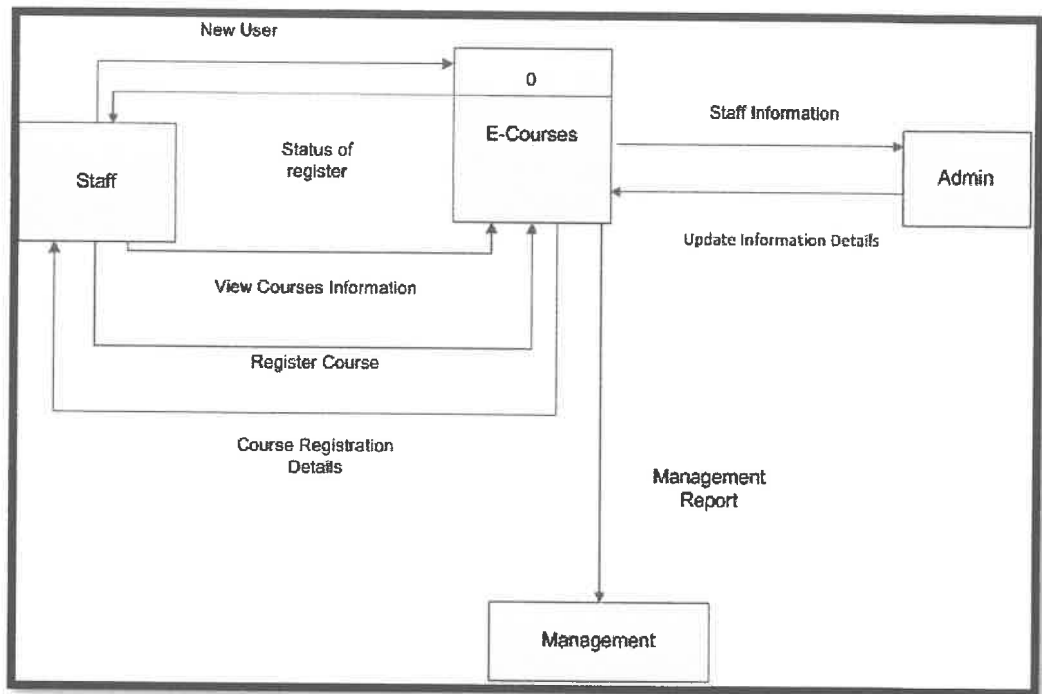 New User
0
E-Courses
Staff Information
Status of
register
Staff
Admin
Update Information Details
View Courses Information
Register Course
Course Registration
Details
Management
Report
Management